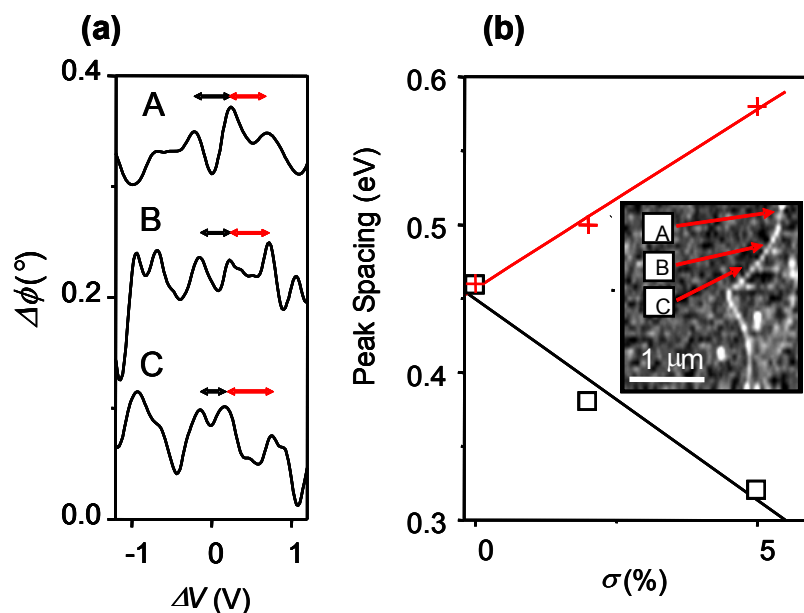 (a)
0.4
0.2
0.0
Δϕ(°)
A
B
C
-1
0
1
ΔV (V)
(b)
0.6
0.5
0.4
0.3
Peak Spacing (eV)
A
B
C
1 μm
0
5
σ(%)